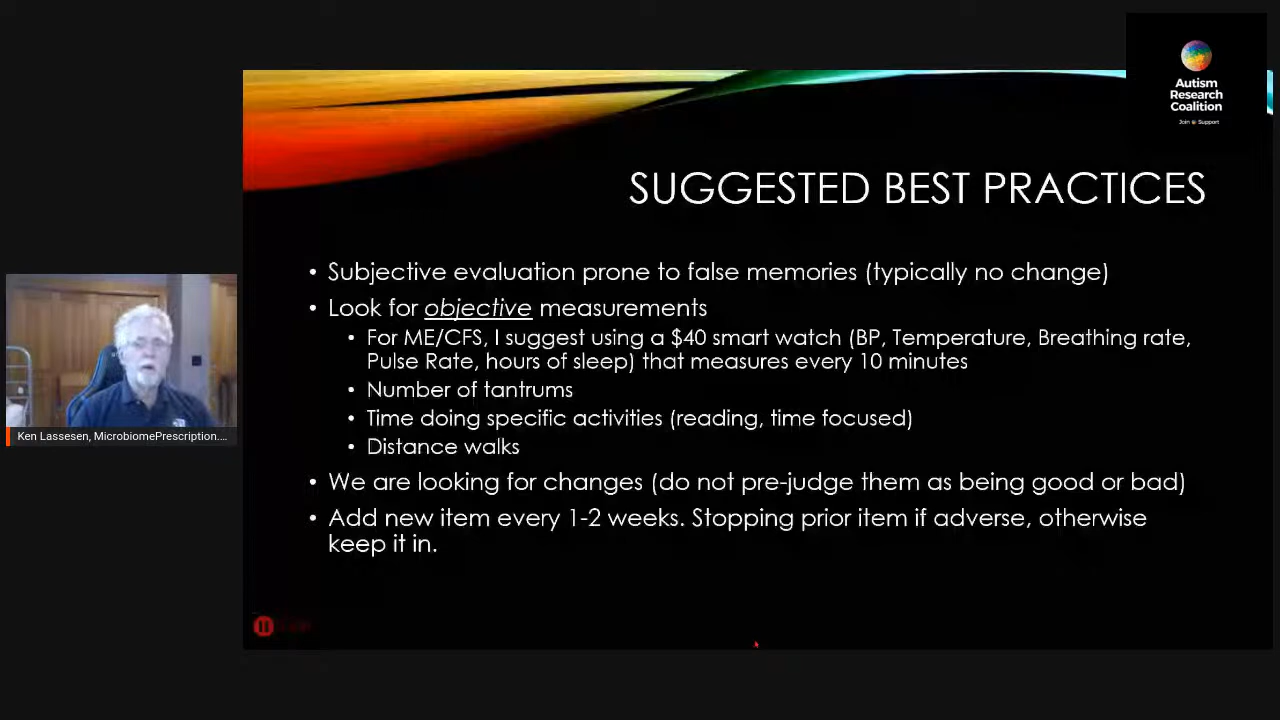 Autism
Research
Coalition
Join Support
SUGGESTED BEST PRACTICES
• Subjective evaluation prone to false memories (typically no change)
• Look for objective measurements
• For ME/CFS, I suggest using a $40 smart watch (BP, Temperature, Breathing rate,
Pulse Rate, hours of sleep) that measures every 10 minutes
• Number of tantrums
• Time doing specific activities (reading, time focused)
• Distance walks
• We are looking for changes (do not pre-judge them as being good or bad)
• Add new item every 1-2 weeks. Stopping prior item if adverse, otherwise
keep it in.
Ken Lassesen, MicrobiomePrescription....